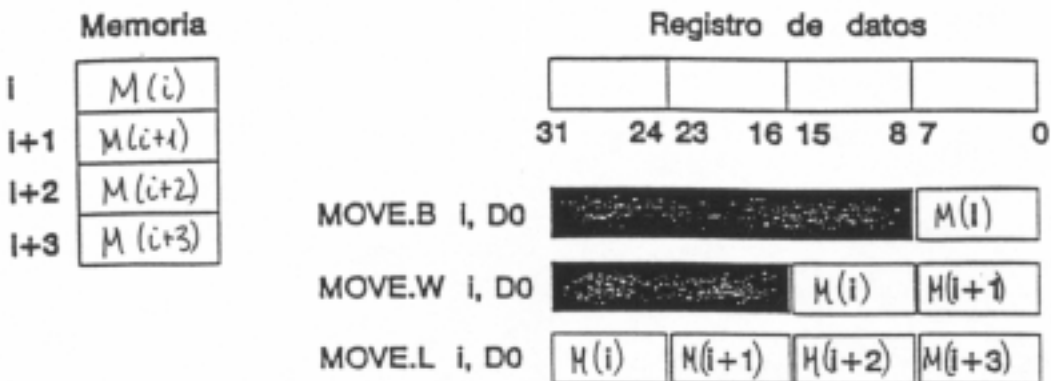 Memoria
i M(i)
i+1 M(i+1)
i+2 M(i+2)
i+3 M(i+3)
Registro de datos
31 24 23 16 15 8 7 0
MOVE.B i, D0 M(i)
MOVE.W i, D0 M(i) M(i+1)
MOVE.L i, D0 M(i) M(i+1) M(i+2) M(i+3)